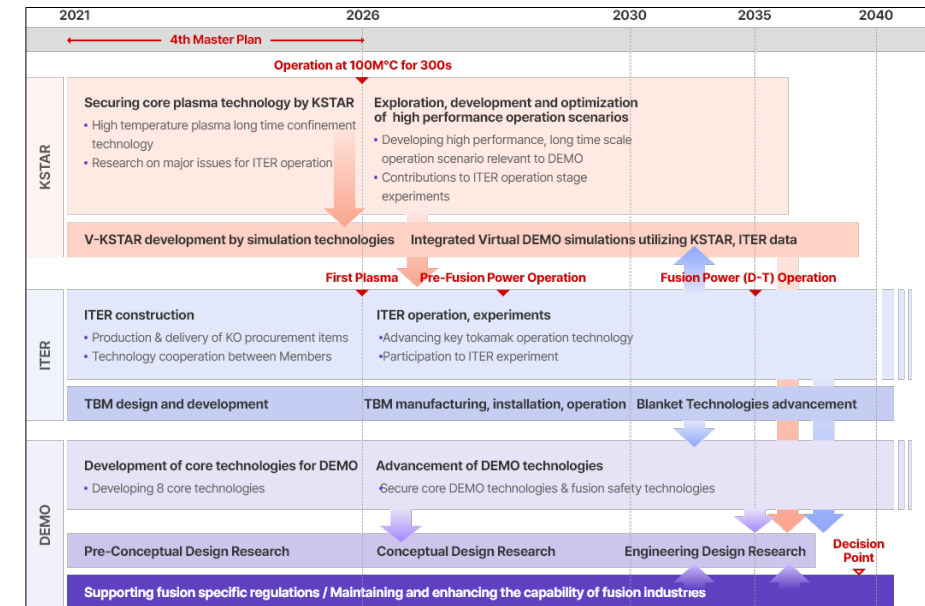 2021 2026 2030 2035 2040
4th Master Plan
Operation at 100M°C for 300s
KSTAR
Securing core plasma technology by KSTAR
• High temperature plasma long time confinement
technology
• Research on major issues for ITER operation
Exploration, development and optimization
of high performance operation scenarios
• Developing high performance, long time scale
operation scenario relevant to DEMO
• Contributions to ITER operation stage
experiments
V-KSTAR development by simulation technologies
Integrated Virtual DEMO simulations utilizing KSTAR, ITER data
First Plasma
Pre-Fusion Power Operation
Fusion Power (D-T) Operation
ITER
ITER construction
• Production & delivery of KO procurement items
• Technology cooperation between Members
ITER operation, experiments
•Advancing key tokamak operation technology
•Participation to ITER experiment
TBM design and development
TBM manufacturing, installation, operation
Blanket Technologies advancement
DEMO
Development of core technologies for DEMO
• Developing 8 core technologies
Advancement of DEMO technologies
•Secure core DEMO technologies & fusion safety technologies
Pre-Conceptual Design Research
Conceptual Design Research
Engineering Design Research
Decision
Point
Supporting fusion specific regulations / Maintaining and enhancing the capability of fusion industries